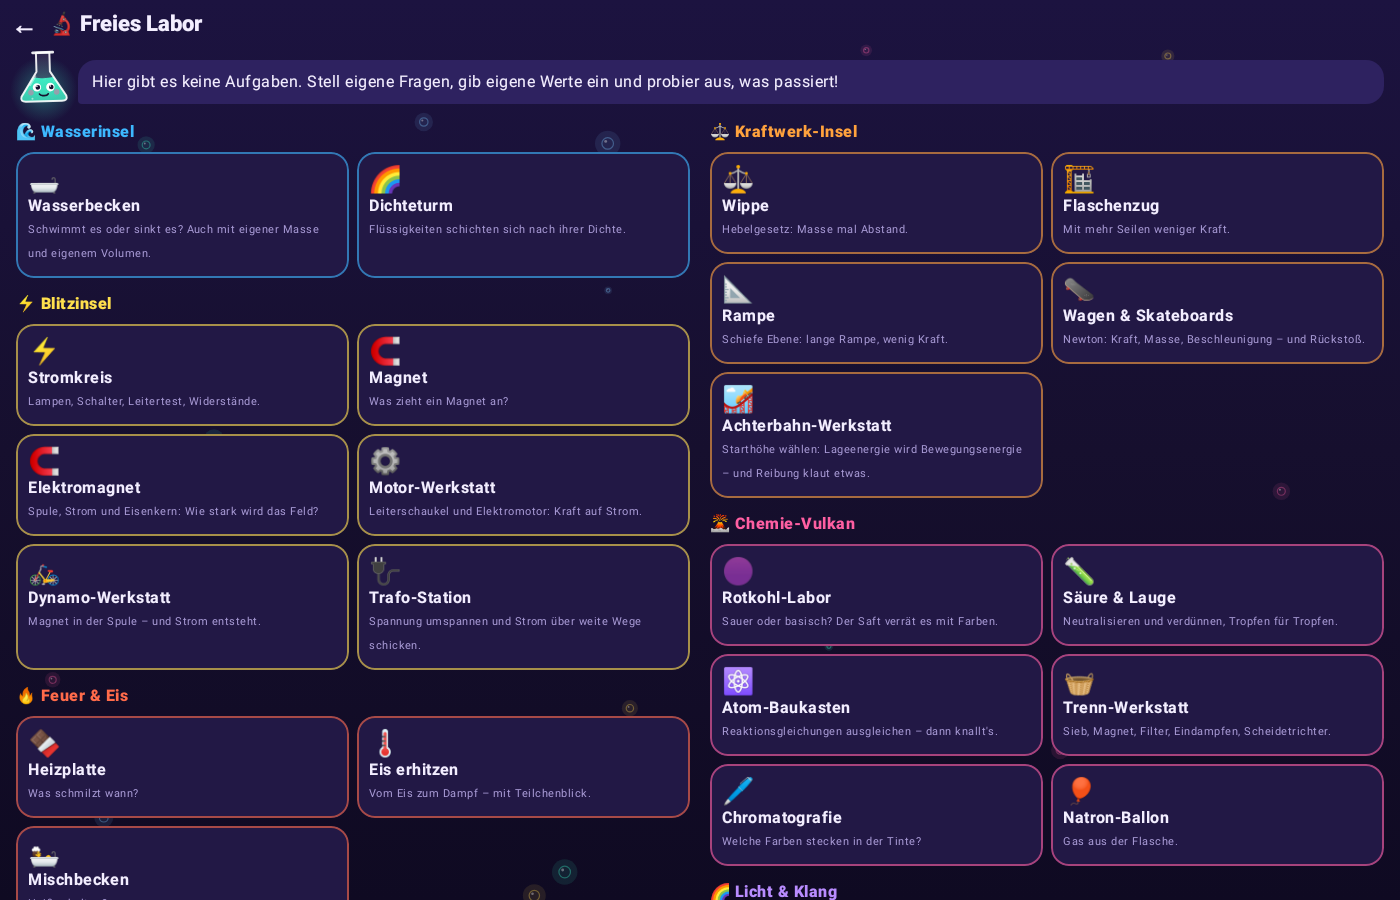 ← Freies Labor
Hier gibt es keine Aufgaben. Stell eigene Fragen, gib eigene Werte ein und probier aus, was passiert!
Wasserinsel
Wasserbecken
Schwimmt es oder sinkt es? Auch mit eigener Masse
und eigenem Volumen.
Dichteturm
Flüssigkeiten schichten sich nach ihrer Dichte.
Blitzinsel
Stromkreis
Lampen, Schalter, Leitertest, Widerstände.
Magnet
Was zieht ein Magnet an?
Elektromagnet
Spule, Strom und Eisenkern: Wie stark wird das Feld?
Motor-Werkstatt
Leiterschaukel und Elektromotor: Kraft auf Strom.
Dynamo-Werkstatt
Magnet in der Spule – und Strom entsteht.
Trafo-Station
Spannung umspannen und Strom über weite Wege
schicken.
Feuer & Eis
Heizplatte
Was schmilzt wann?
Eis erhitzen
Vom Eis zum Dampf – mit Teilchenblick.
Mischbecken
Kraftwerk-Insel
Wippe
Hebelgesetz: Masse mal Abstand.
Flaschenzug
Mit mehr Seilen weniger Kraft.
Rampe
Schiefe Ebene: lange Rampe, wenig Kraft.
Wagen & Skateboards
Newton: Kraft, Masse, Beschleunigung – und Rückstoß.
Achterbahn-Werkstatt
Starthöhe wählen: Lageenergie wird Bewegungsenergie
– und Reibung klaut etwas.
Chemie-Vulkan
Rotkohl-Labor
Sauer oder basisch? Der Saft verrät es mit Farben.
Säure & Lauge
Neutralisieren und verdünnen, Tropfen für Tropfen.
Atom-Baukasten
Reaktionsgleichungen ausgleichen – dann knallt's.
Trenn-Werkstatt
Sieb, Magnet, Filter, Eindampfen, Scheidetrichter.
Chromatografie
Welche Farben stecken in der Tinte?
Natron-Ballon
Gas aus der Flasche.
Licht & Klang